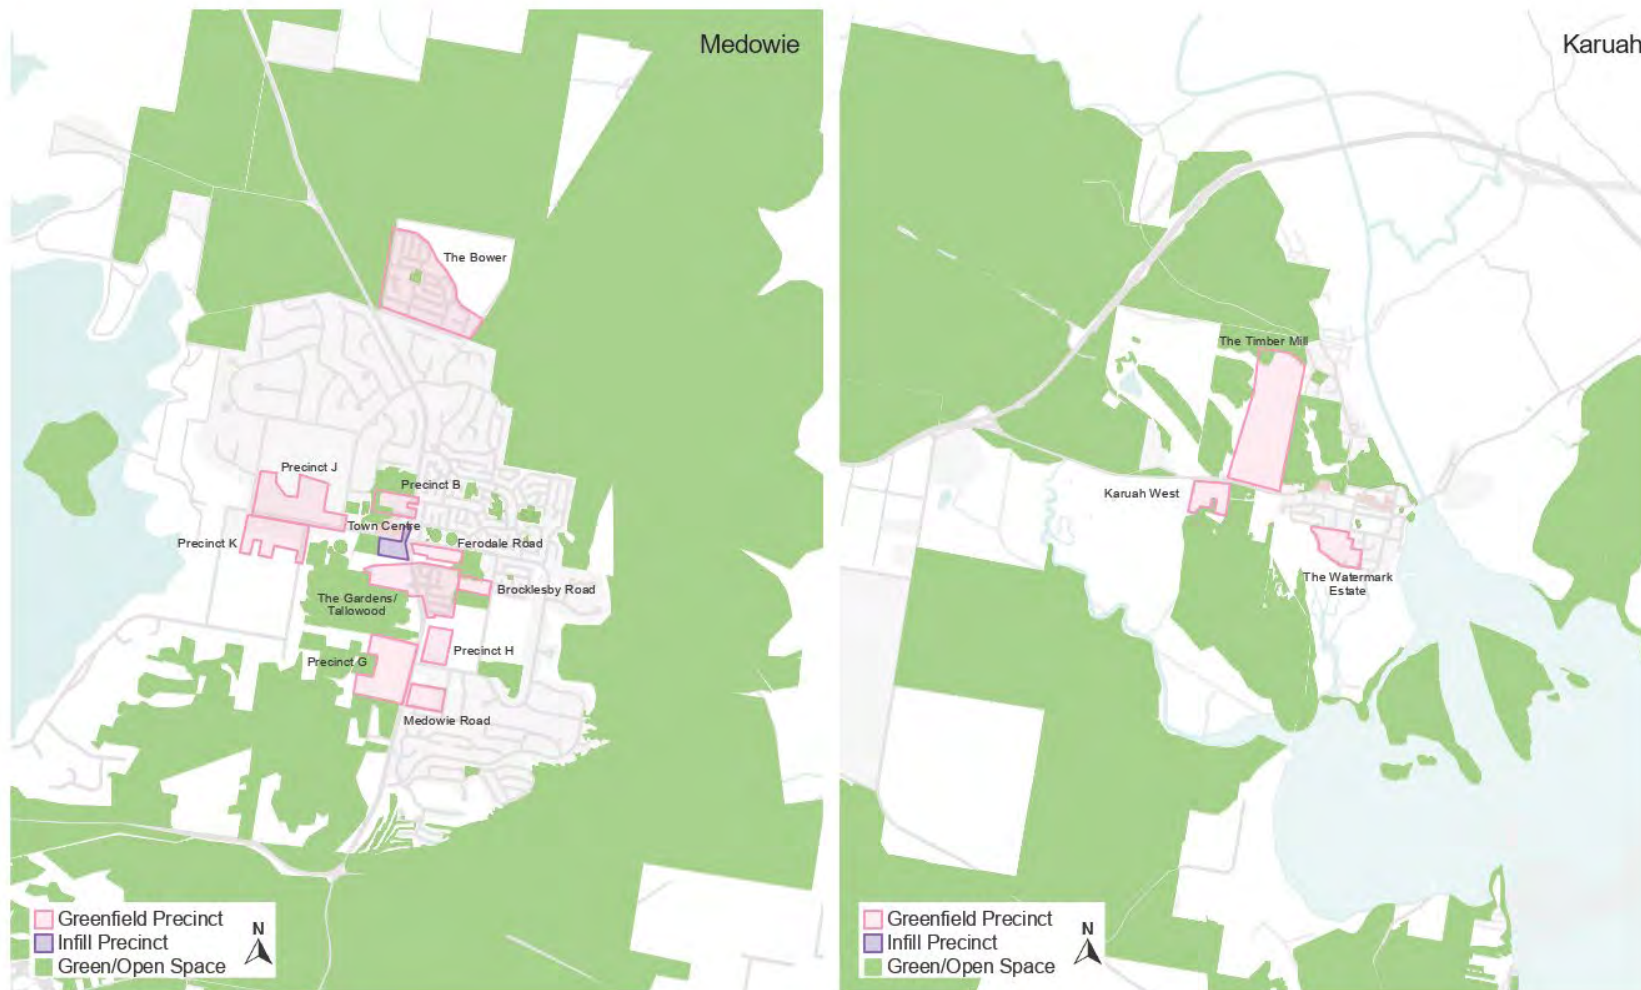 Medowie
The Bower
Precinct J
Precinct B
Town Centre
Precinct K
Ferodale Road
Brocklesby Road
The Gardens/
Tallowood
Precinct H
Precinct G
Medowie Road
Greenfield Precinct
Infill Precinct
Green/Open Space
N
Karuah
The Timber Mill
Karuah West
The Watermark
Estate
Greenfield Precinct
Infill Precinct
Green/Open Space
N